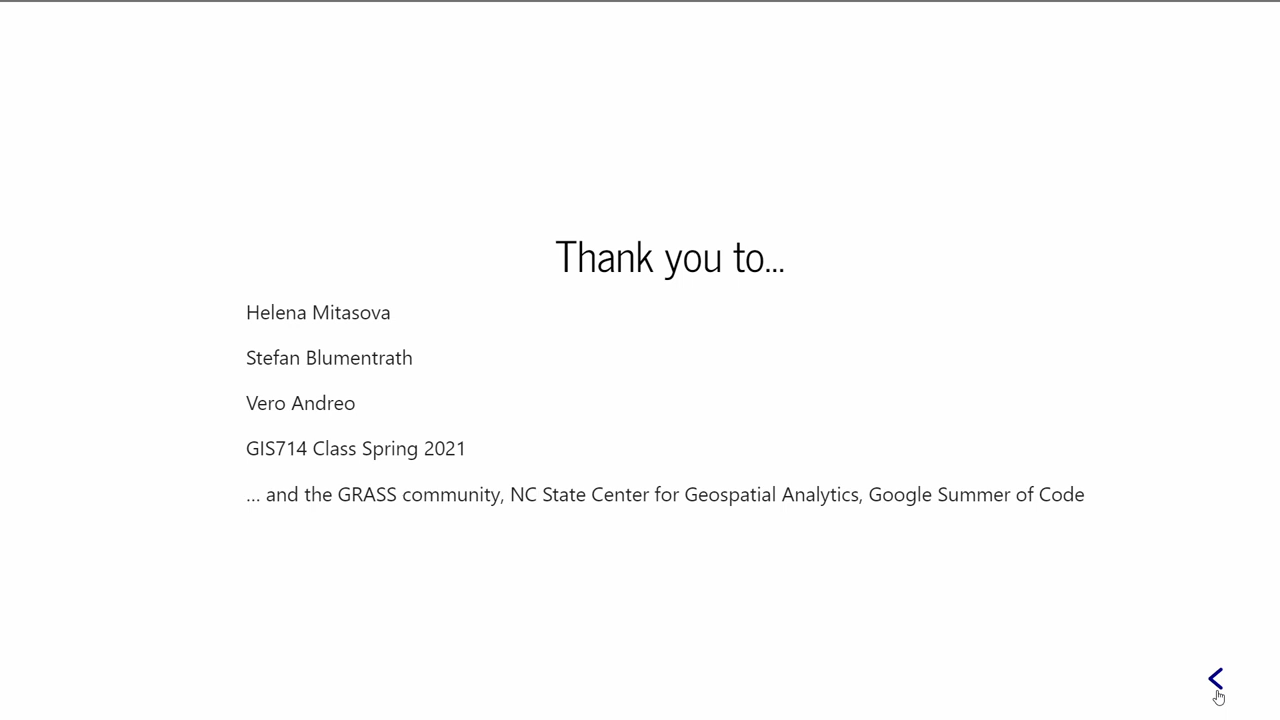 Thank you to...
Helena Mitasova
Stefan Blumentrath
Vero Andreo
GIS714 Class Spring 2021
... and the GRASS community, NC State Center for Geospatial Analytics, Google Summer of Code